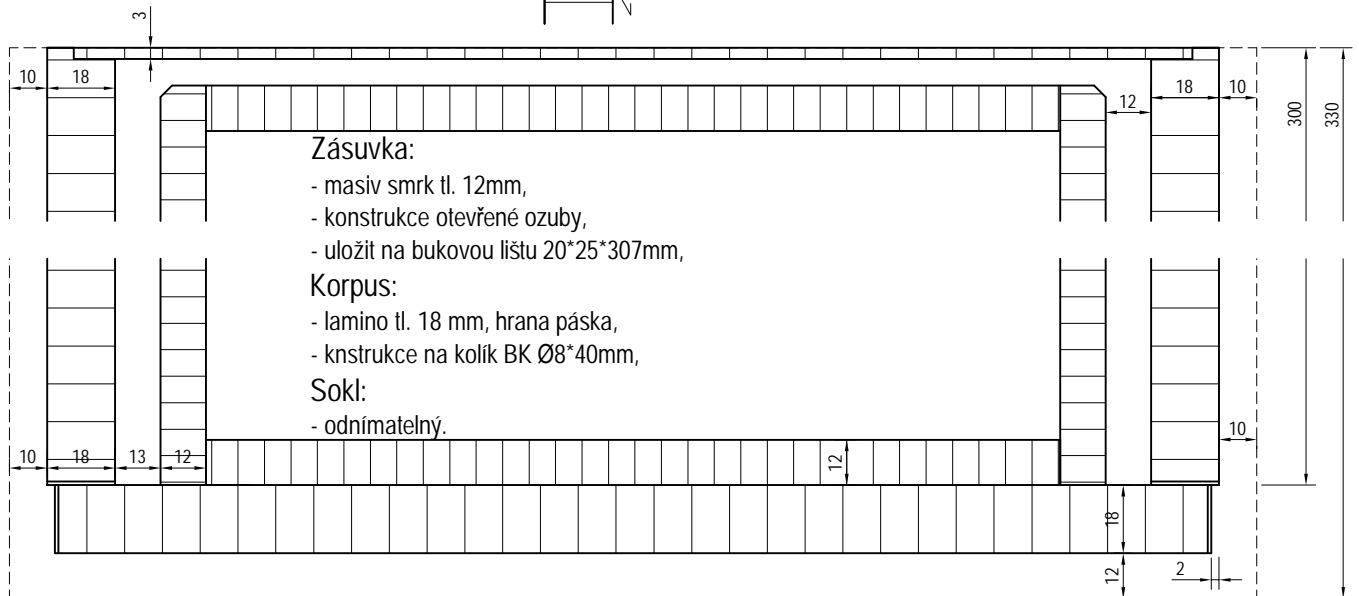 3
10 18 12 18 10
300
330
Zásuvka:
- masiv smrk tl. 12mm,
- konstrukce otevřené ozuby,
- uložit na bukovou lištu 20*25*307mm,
Korpus:
- lamino tl. 18 mm, hrana páska,
- knstrukce na kolík BK Ø8*40mm,
Sokl:
- odnímatelný.
10
10 18 13 12 12
18
12 2